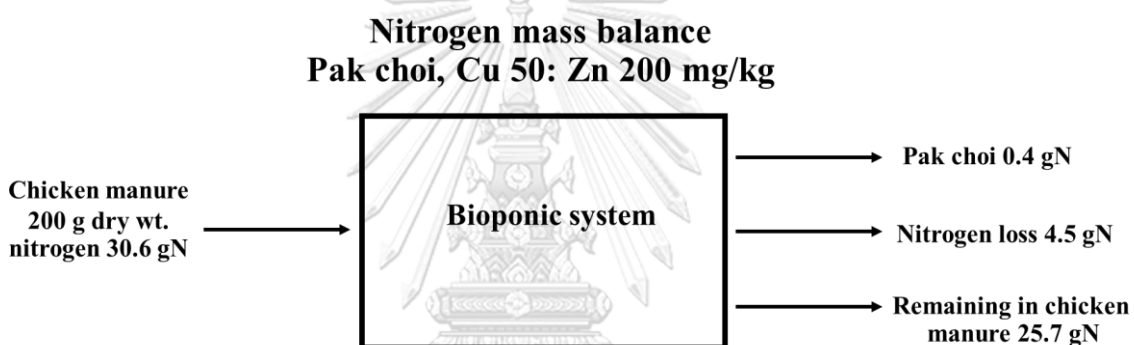 Nitrogen mass balance
Pak choi, Cu 50: Zn 200 mg/kg
Chicken manure
200 g dry wt.
nitrogen 30.6 gN
Bioponic system
Pak choi 0.4 gN
Nitrogen loss 4.5 gN
Remaining in chicken
manure 25.7 gN